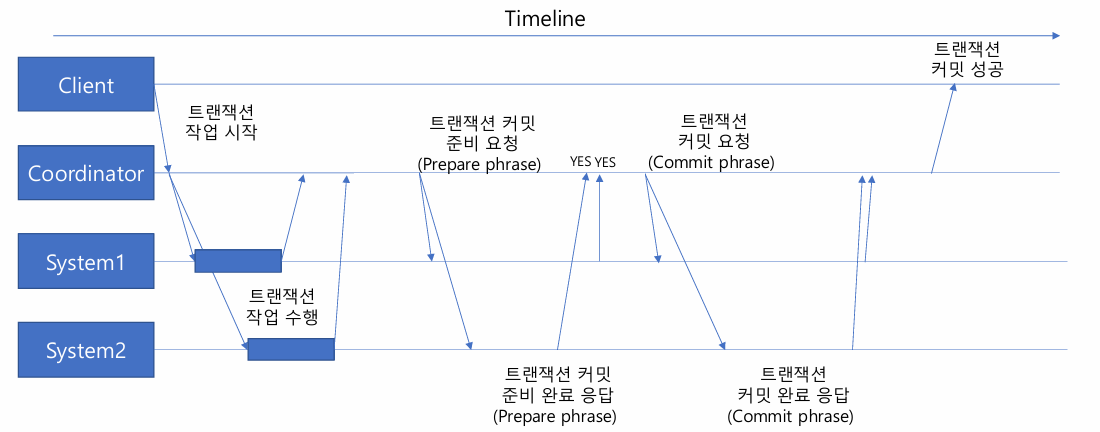 Timeline
Client
트랜잭션
커밋 성공
트랜잭션
작업 시작
Coordinator
트랜잭션 커밋
준비 요청
(Prepare phrase)
YES YES
트랜잭션
커밋 요청
(Commit phrase)
System1
트랜잭션
작업 수행
System2
트랜잭션 커밋
준비 완료 응답
(Prepare phrase)
트랜잭션
커밋 완료 응답
(Commit phrase)